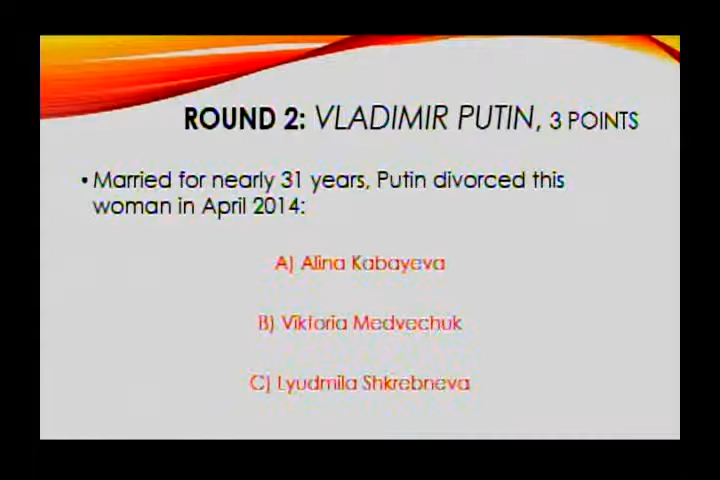 ROUND 2: VLADIMIR PUTIN, 3 POINTS
• Married for nearly 31 years, Putin divorced this
woman in April 2014:
A) Alina Kabayeva
B) Viktoria Medvechuk
C) Lyudmila Shkrebneva